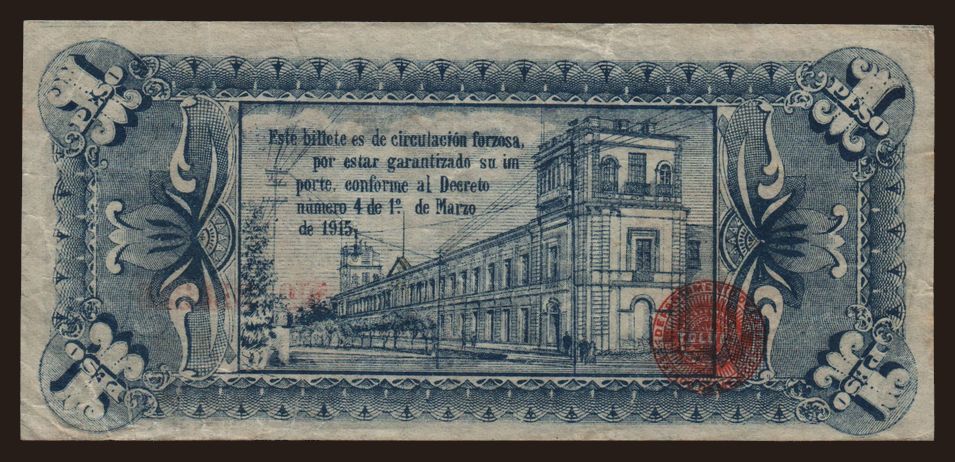 1 PESO
1 PESO
Este billete es de circulación forzosa,
por estar garantizado su im
porte, conforme al Decreto
número 4 de 1º. de Marzo
de 1915.
1 PESO
1 PESO